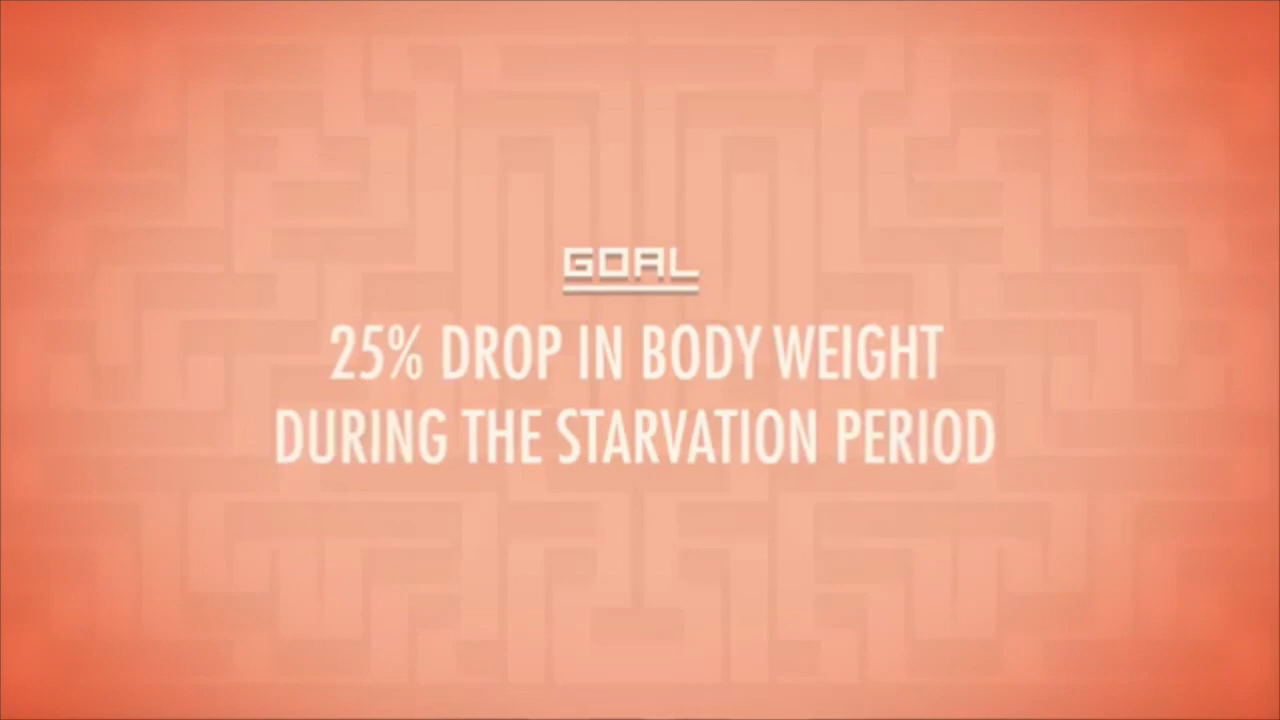 GOAL
25% DROP IN BODY WEIGHT
DURING THE STARVATION PERIOD